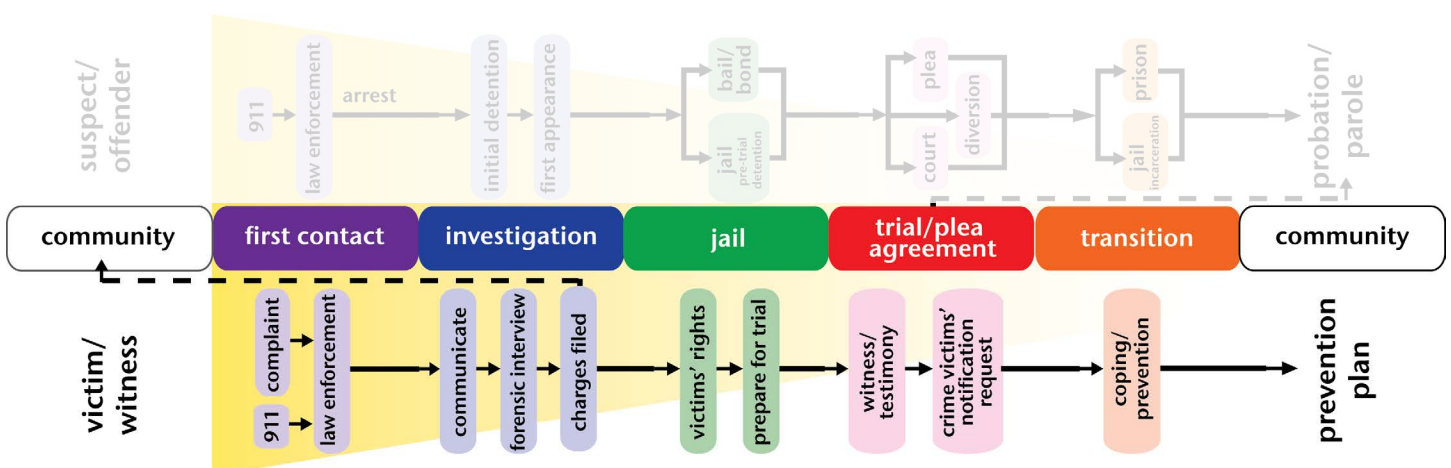 suspect/
offender
911
law enforcement
arrest
initial detention
first appearance
bail/
bond
jail
pre-trial
detention
plea
diversion
court
prison
jail
incarceration
probation/
parole
community
first contact
investigation
jail
trial/plea
agreement
transition
community
victim/
witness
complaint
911
law enforcement
communicate
forensic interview
charges filed
victims’ rights
prepare for trial
witness/
testimony
crime victims’
notification
request
coping/
prevention
prevention
plan